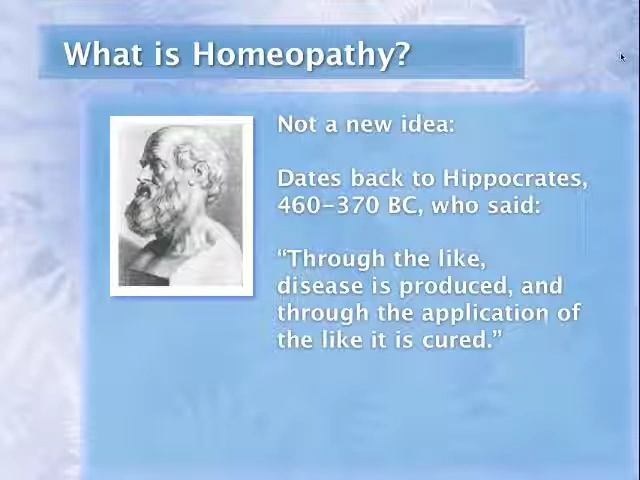 What is Homeopathy?
Not a new idea:
Dates back to Hippocrates,
460-370 BC, who said:
“Through the like,
disease is produced, and
through the application of
the like it is cured.”